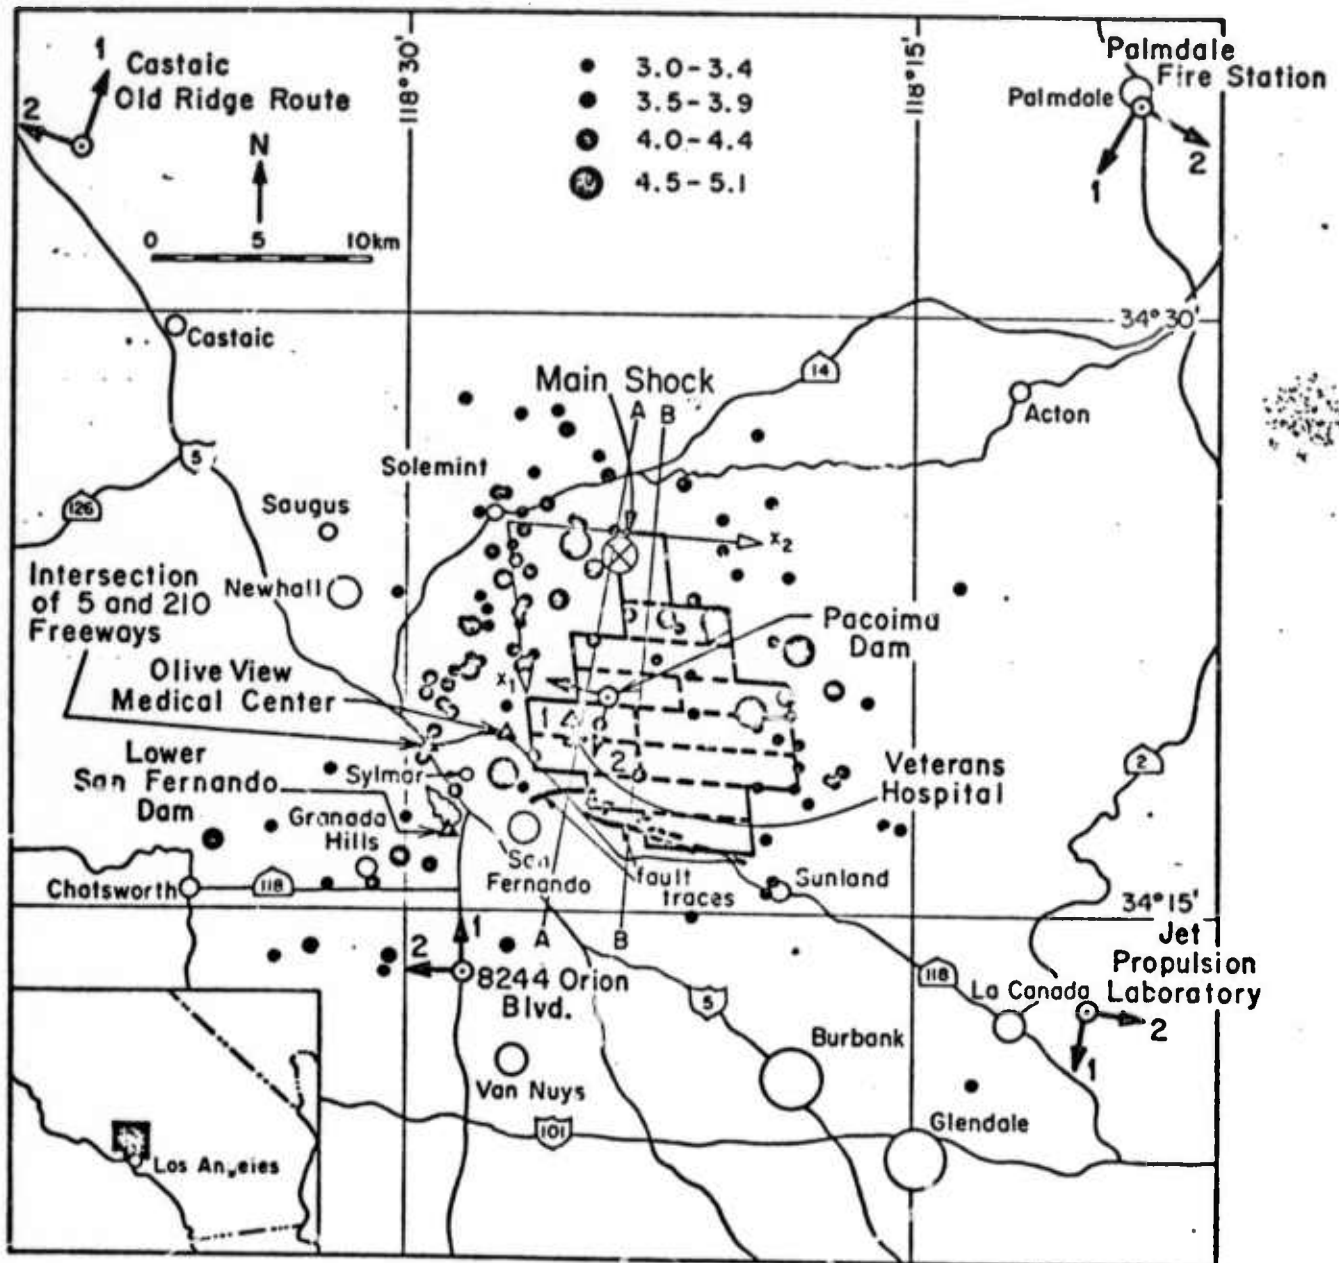 118°30'
118°15'
Castaic
Old Ridge Route
1
2
N
0 5 10km
3.0-3.4
3.5-3.9
4.0-4.4
4.5-5.1
Palmdale
Fire Station
Palmdale
1
2
34°30'
Castaic
14
Acton
Main Shock
A B
Solemint
5
126
Saugus
x2
Newhall
Intersection
of 5 and 210
Freeways
Pacoima
Dam
Olive View
Medical Center
x1
1
2
2
Lower
San Fernando
Dam
Sylmar
Veterans
Hospital
Granada
Hills
San
Fernando
fault
traces
Sunland
Chatsworth
118
34°15'
A B
1
2
8244 Orion
Blvd.
Jet
Propulsion
Laboratory
118
La Canada
1
2
5
Burbank
Van Nuys
101
Glendale
Los Angeles